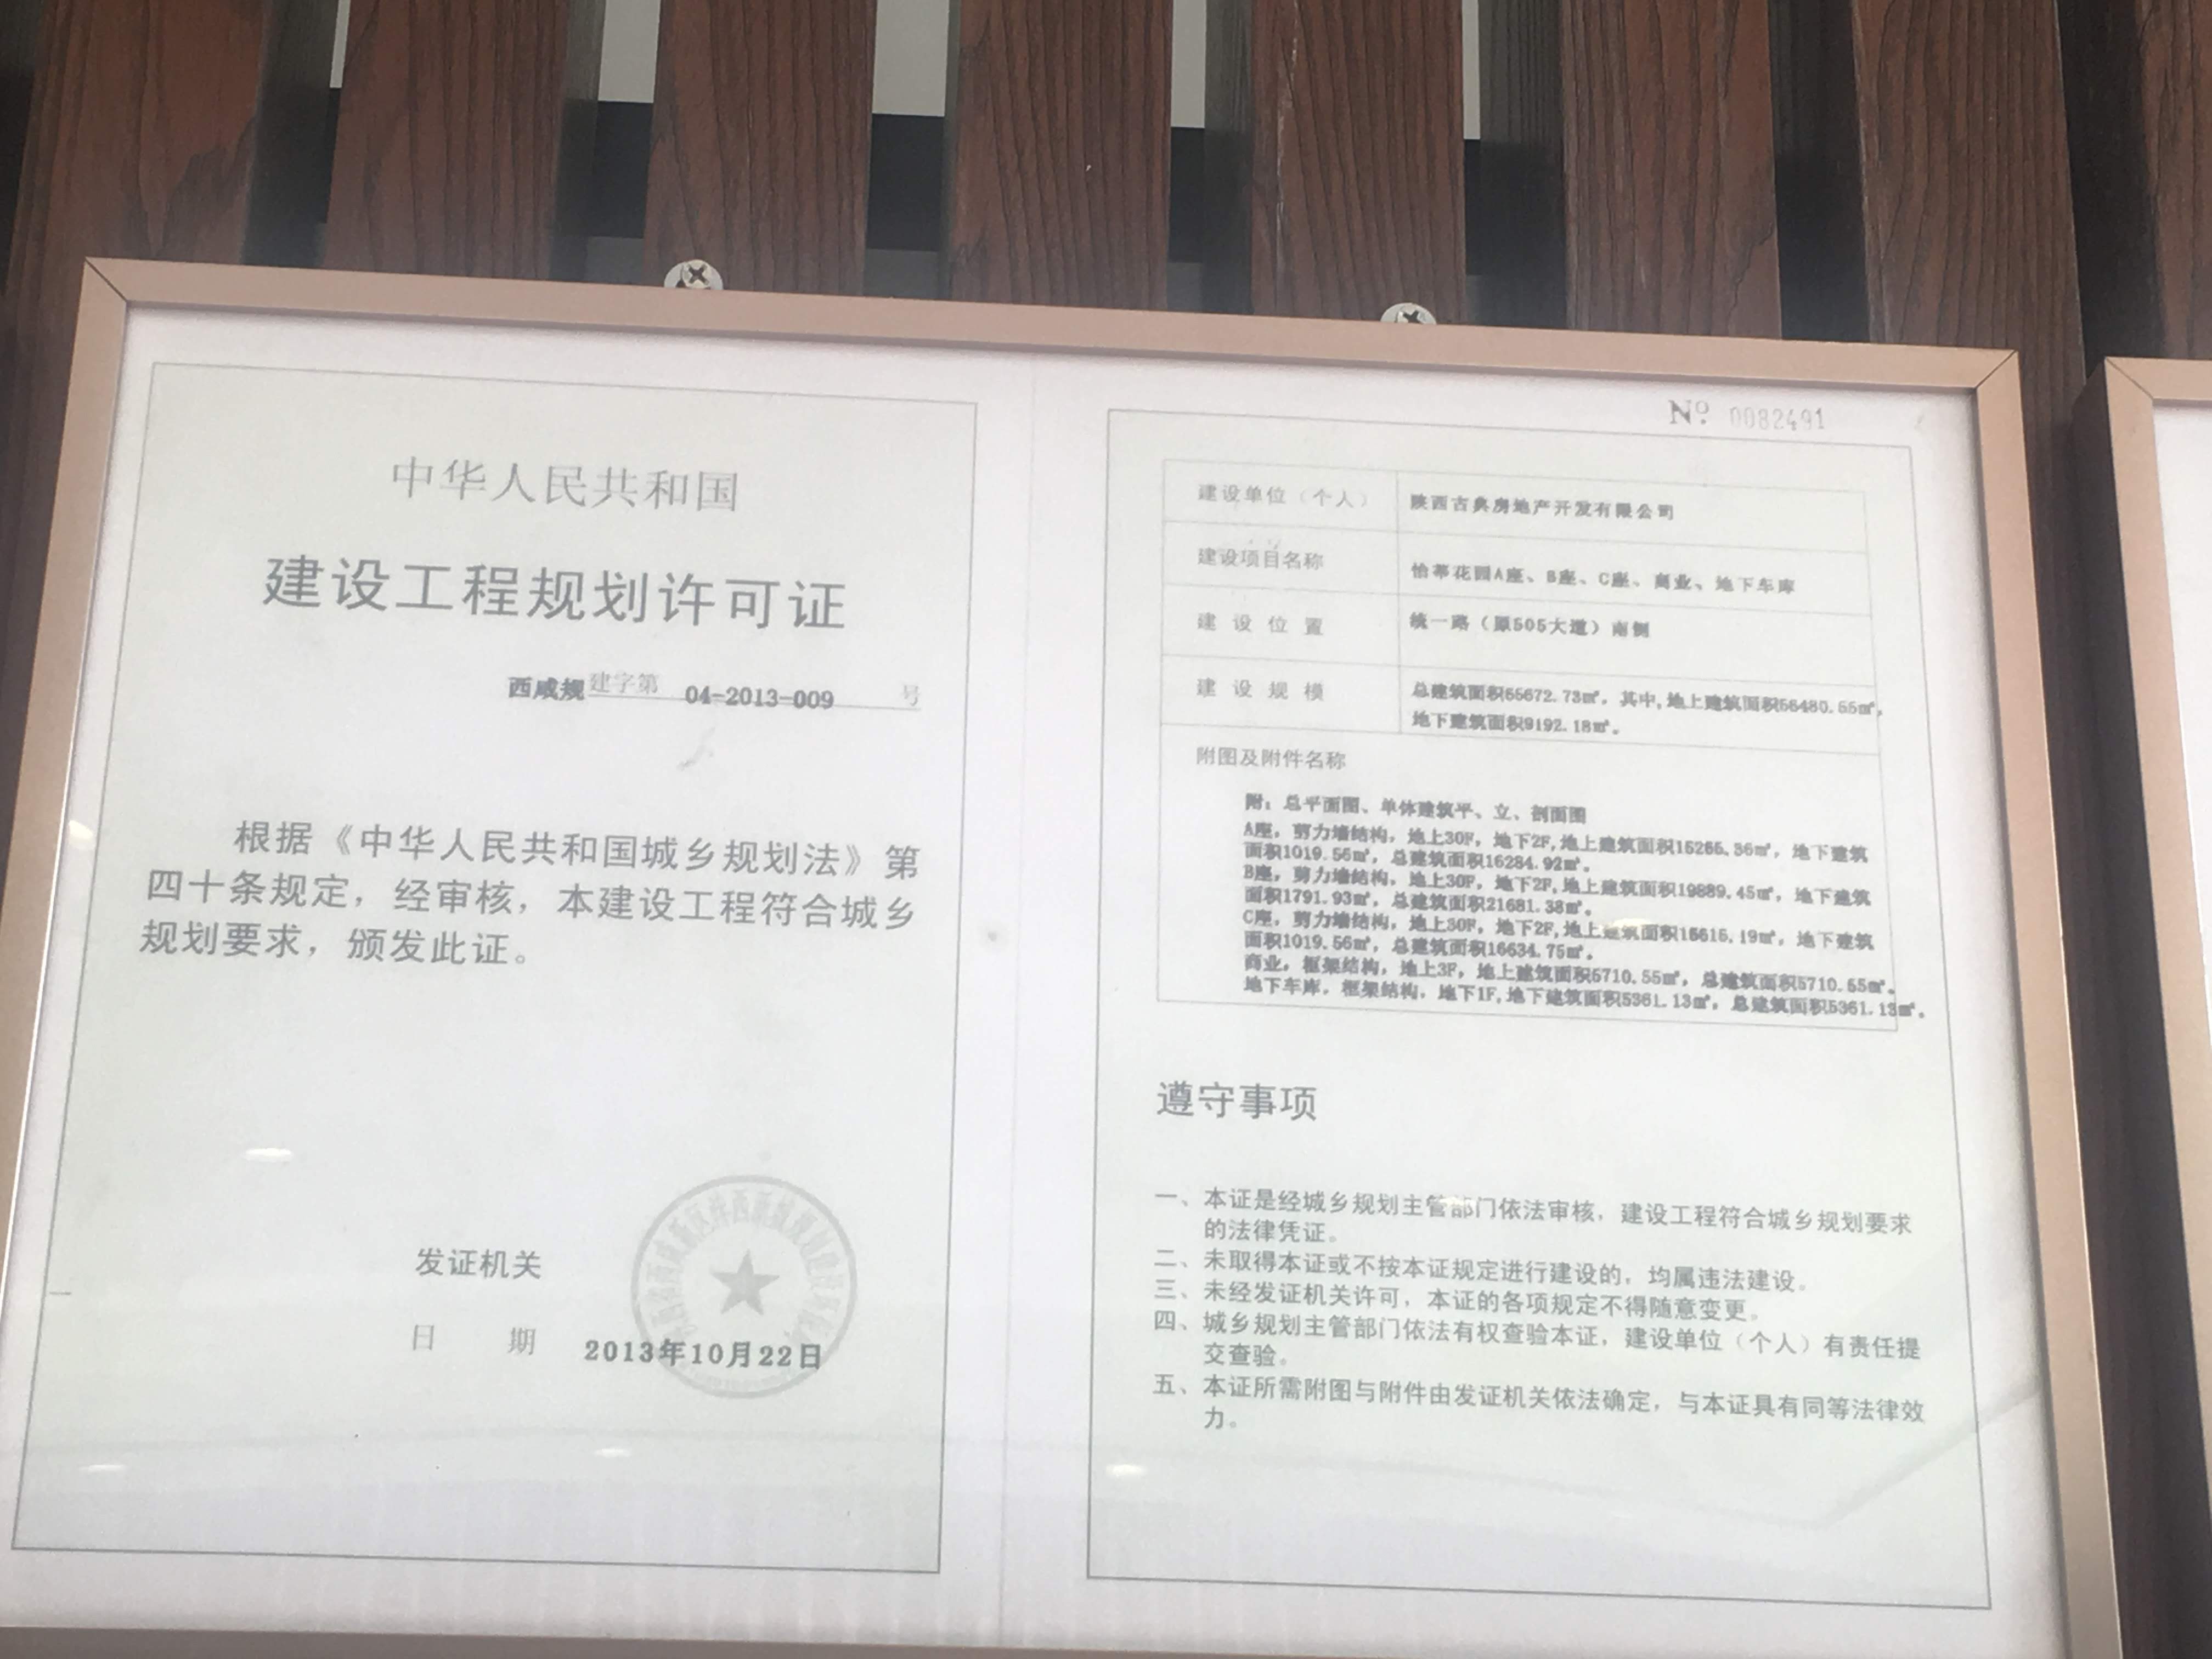 中华人民共和国
建设工程规划许可证
西咸规建字第 04-2013-009 号
根据《中华人民共和国城乡规划法》第
四十条规定，经审核，本建设工程符合城乡
规划要求，颁发此证。
发证机关
日 期 2013年10月22日
Nº 0082491
建设单位（个人） 陕西古典房地产开发有限公司
建设项目名称 怡蒂花园A座、B座、C座、商业、地下车库
建设位置 统一路（原505大道）南侧
建设规模 总建筑面积65672.73㎡，其中,地上建筑面积56480.55㎡，
地下建筑面积9192.18㎡。
附图及附件名称
附：总平面图、单体建筑平、立、剖面图
A座，剪力墙结构，地上30F，地下2F,地上建筑面积15265.36㎡，地下建筑
面积1019.56㎡，总建筑面积16284.92㎡。
B座，剪力墙结构，地上30F，地下2F,地上建筑面积19889.45㎡，地下建筑
面积1791.93㎡，总建筑面积21681.38㎡。
C座，剪力墙结构，地上30F，地下2F,地上建筑面积15615.19㎡，地下建筑
面积1019.56㎡，总建筑面积16634.75㎡。
商业，框架结构，地上3F，地上建筑面积5710.55㎡，总建筑面积5710.55㎡。
地下车库，框架结构，地下1F,地下建筑面积5361.13㎡，总建筑面积5361.13㎡。
遵守事项
一、本证是经城乡规划主管部门依法审核，建设工程符合城乡规划要求
的法律凭证。
二、未取得本证或不按本证规定进行建设的，均属违法建设。
三、未经发证机关许可，本证的各项规定不得随意变更。
四、城乡规划主管部门依法有权查验本证，建设单位（个人）有责任提
交查验。
五、本证所需附图与附件由发证机关依法确定，与本证具有同等法律效
力。